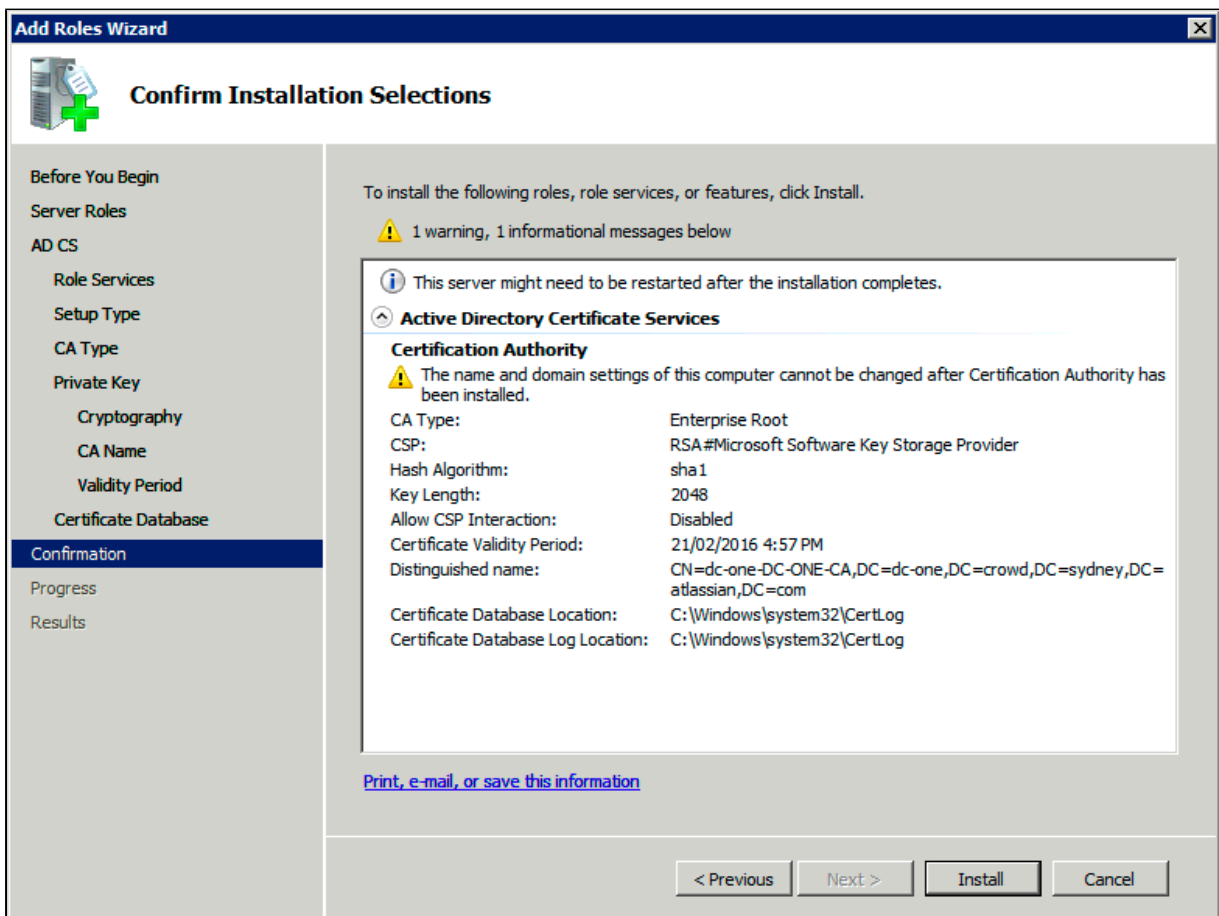 Add Roles Wizard
Confirm Installation Selections
Before You Begin
Server Roles
AD CS
Role Services
Setup Type
CA Type
Private Key
Cryptography
CA Name
Validity Period
Certificate Database
Confirmation
Progress
Results
To install the following roles, role services, or features, click Install.
1 warning, 1 informational messages below
This server might need to be restarted after the installation completes.
Active Directory Certificate Services
Certification Authority
The name and domain settings of this computer cannot be changed after Certification Authority has
been installed.
CA Type: Enterprise Root
CSP: RSA#Microsoft Software Key Storage Provider
Hash Algorithm: sha1
Key Length: 2048
Allow CSP Interaction: Disabled
Certificate Validity Period: 21/02/2016 4:57 PM
Distinguished name: CN=dc-one-DC-ONE-CA,DC=dc-one,DC=crowd,DC=sydney,DC=
atlassian,DC=com
Certificate Database Location: C:\Windows\system32\CertLog
Certificate Database Log Location: C:\Windows\system32\CertLog
Print, e-mail, or save this information
< Previous Next > Install Cancel